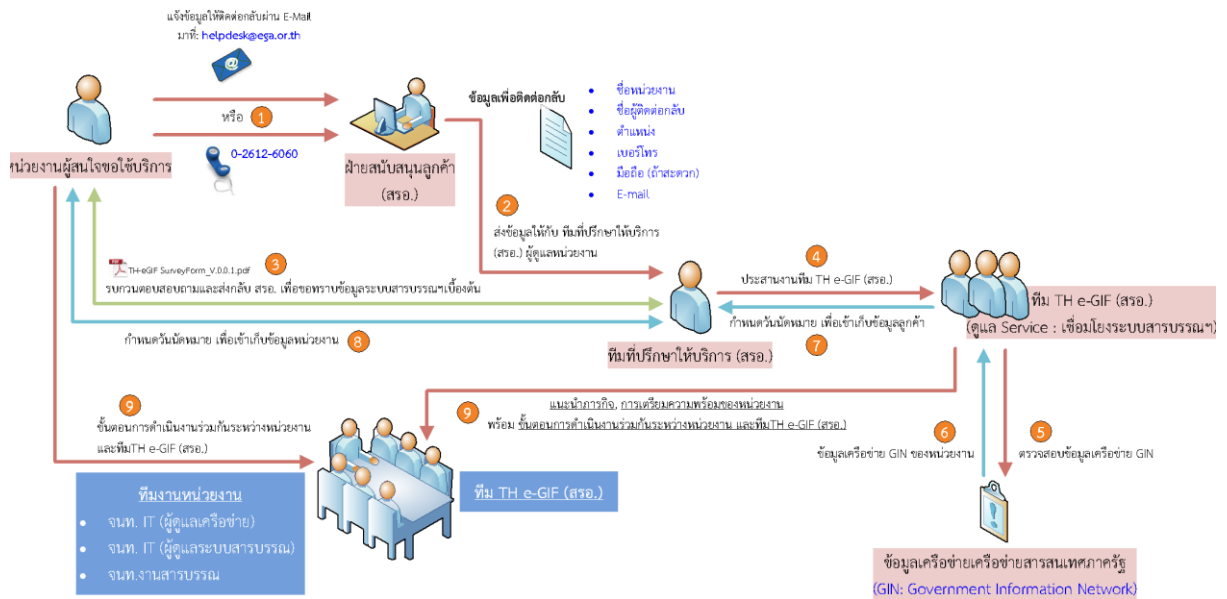 แจ้งข้อมูลให้ติดต่อกลับผ่าน E-Mail
มาที่: helpdesk@ega.or.th
หรือ 1
0-2612-6060
หน่วยงานผู้สนใจขอใช้บริการ
ฝ่ายสนับสนุนลูกค้า
(สรอ.)
ข้อมูลเพื่อติดต่อกลับ
• ชื่อหน่วยงาน
• ชื่อผู้ติดต่อกลับ
• ตำแหน่ง
• เบอร์โทร
• มือถือ (ถ้าสะดวก)
• E-mail
2
ส่งข้อมูลให้กับ ทีมที่ปรึกษาให้บริการ
(สรอ.) ผู้ดูแลหน่วยงาน
3
TH-eGIF SurveyForm_V.0.0.1.pdf
รบกวนตอบสอบถามและส่งกลับ สรอ. เพื่อขอทราบข้อมูลระบบสารบรรณฯเบื้องต้น
4
ประสานงานทีม TH e-GIF (สรอ.)
ทีม TH e-GIF (สรอ.)
(ดูแล Service : เชื่อมโยงระบบสารบรรณฯ)
กำหนดวันนัดหมาย เพื่อเข้าเก็บข้อมูลลูกค้า
7
กำหนดวันนัดหมาย เพื่อเข้าเก็บข้อมูลหน่วยงาน 8
ทีมที่ปรึกษาให้บริการ (สรอ.)
9
ขั้นตอนการดำเนินงานร่วมกันระหว่างหน่วยงาน
และทีมTH e-GIF (สรอ.)
9
แนะนำภารกิจ, การเตรียมความพร้อมของหน่วยงาน
พร้อม ขั้นตอนการดำเนินงานร่วมกันระหว่างหน่วยงาน และทีมTH e-GIF (สรอ.)
6
ข้อมูลเครือข่าย GIN ของหน่วยงาน
5
ตรวจสอบข้อมูลเครือข่าย GIN
ทีมงานหน่วยงาน
• จนท. IT (ผู้ดูแลเครือข่าย)
• จนท. IT (ผู้ดูแลระบบสารบรรณ)
• จนท.งานสารบรรณ
ทีม TH e-GIF (สรอ.)
ข้อมูลเครือข่ายเครือข่ายสารสนเทศภาครัฐ
(GIN: Government Information Network)